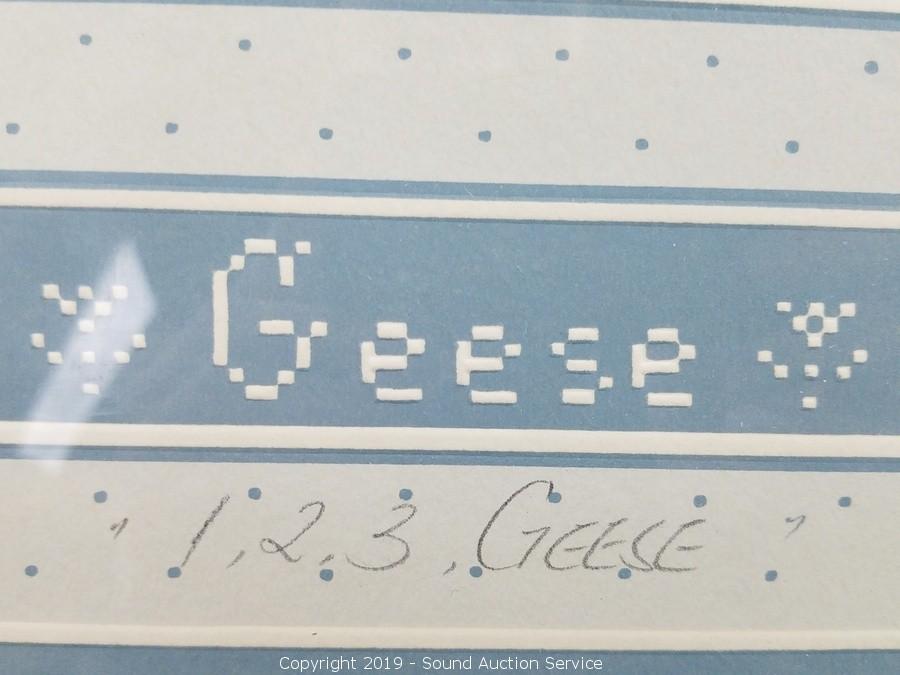 Geese
" 1, 2, 3, GEESE "
Copyright 2019 - Sound Auction Service